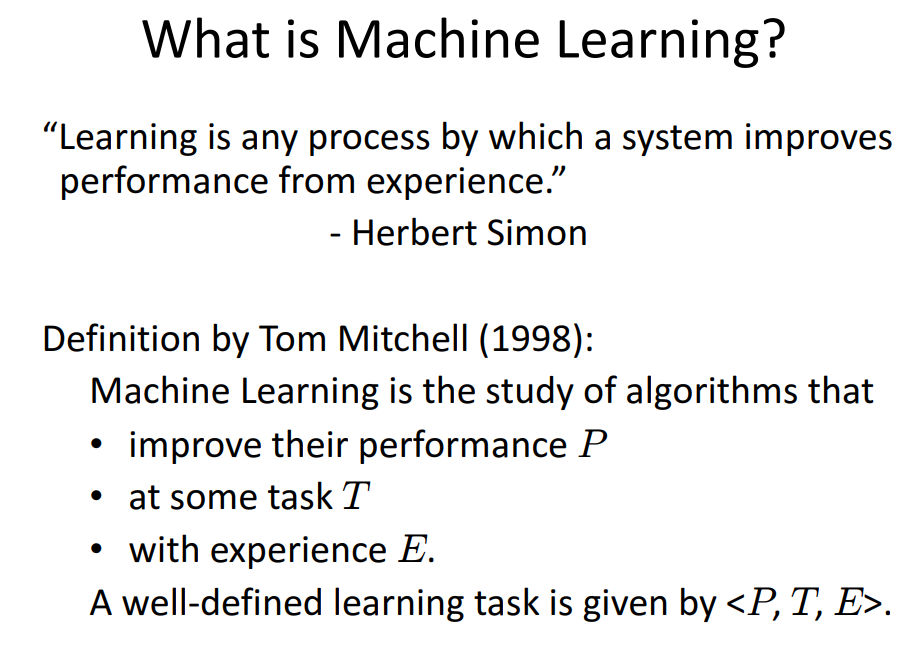 What is Machine Learning?
“Learning is any process by which a system improves
performance from experience.”
- Herbert Simon
Definition by Tom Mitchell (1998):
Machine Learning is the study of algorithms that
• improve their performance P
• at some task T
• with experience E.
A well-defined learning task is given by <P, T, E>.